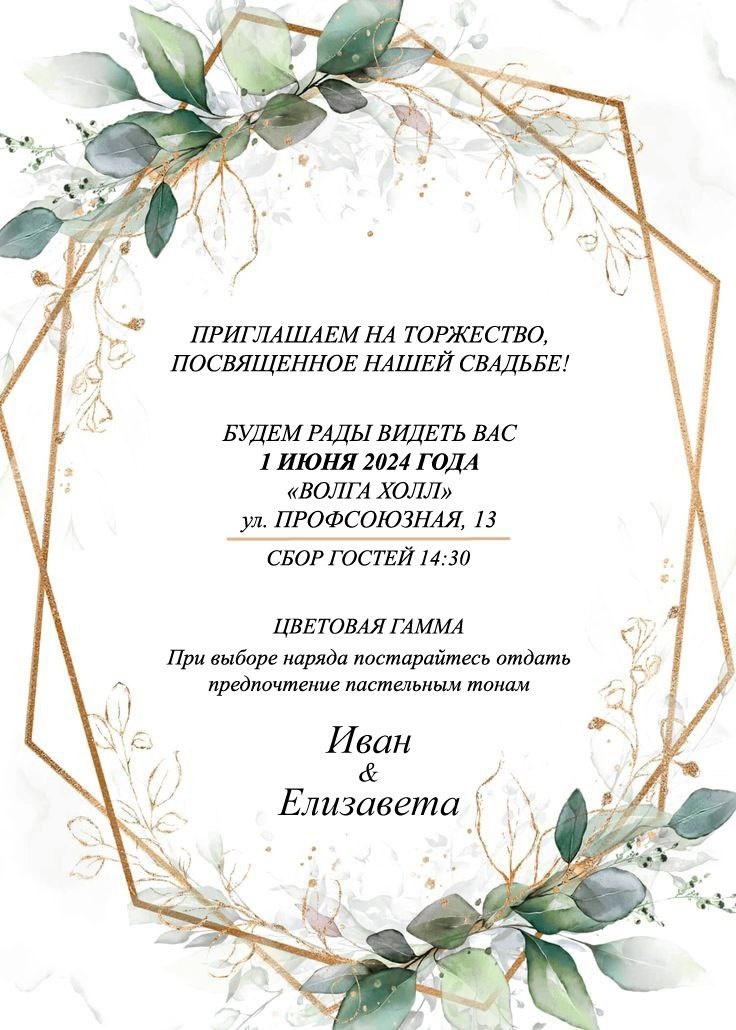 ПРИГЛАШАЕМ НА ТОРЖЕСТВО,
ПОСВЯЩЕННОЕ НАШЕЙ СВАДЬБЕ!
БУДЕМ РАДЫ ВИДЕТЬ ВАС
1 ИЮНЯ 2024 ГОДА
«ВОЛГА ХОЛЛ»
ул. ПРОФСОЮЗНАЯ, 13
СБОР ГОСТЕЙ 14:30
ЦВЕТОВАЯ ГАММА
При выборе наряда постарайтесь отдать
предпочтение пастельным тонам
Иван
&
Елизавета